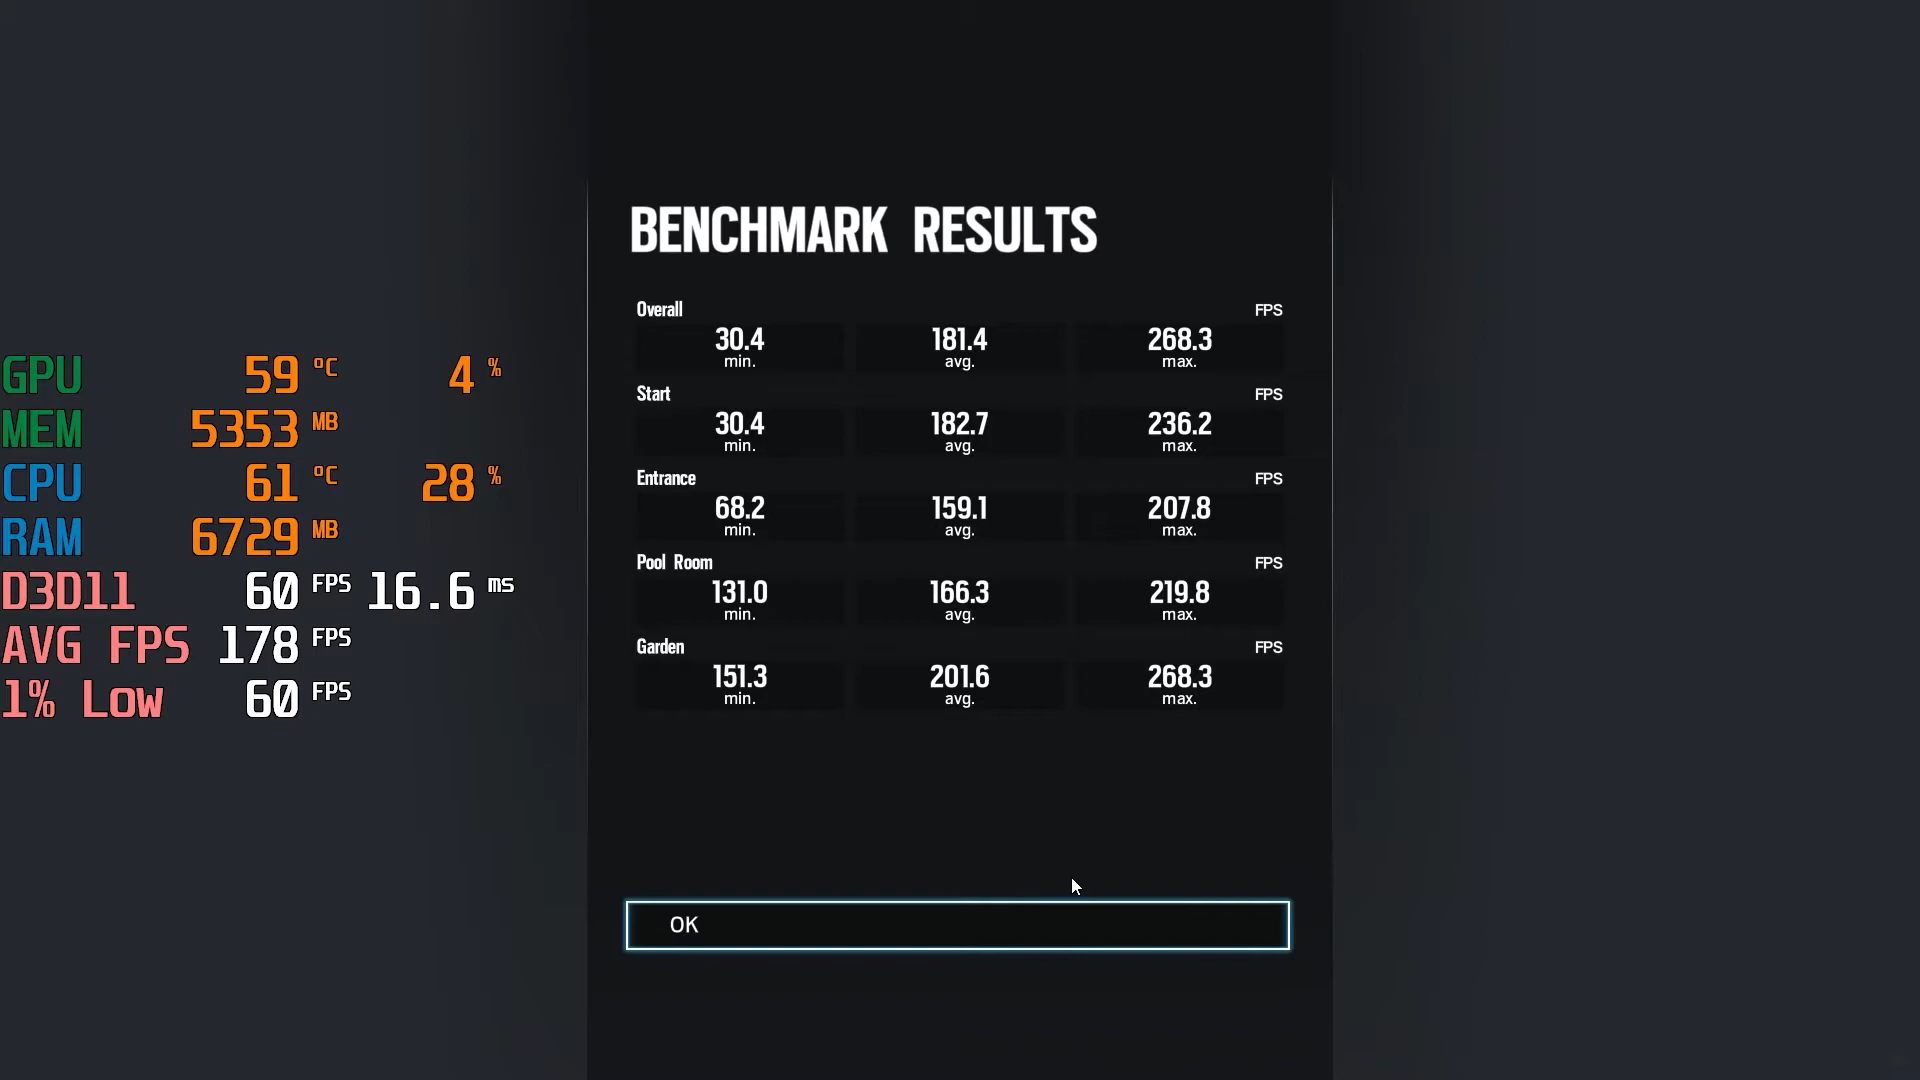 BENCHMARK RESULTS
Overall FPS
30.4 181.4 268.3
min. avg. max.
Start FPS
30.4 182.7 236.2
min. avg. max.
Entrance FPS
68.2 159.1 207.8
min. avg. max.
Pool Room FPS
131.0 166.3 219.8
min. avg. max.
Garden FPS
151.3 201.6 268.3
min. avg. max.
OK
GPU 59 °C 4 %
MEM 5353 MB
CPU 61 °C 28 %
RAM 6729 MB
D3D11 60 FPS 16.6 ms
AVG FPS 178 FPS
1% Low 60 FPS